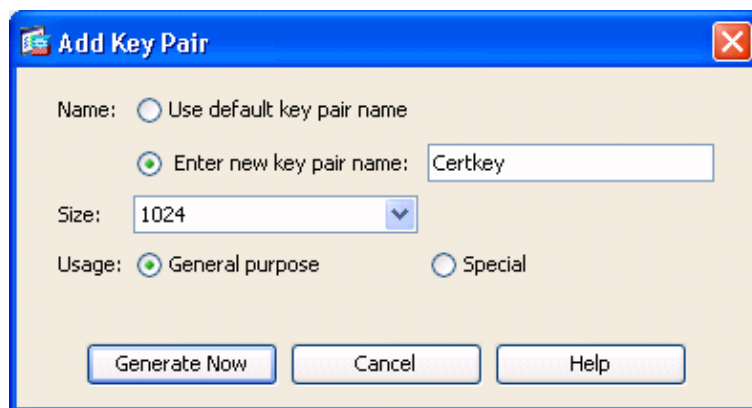 Add Key Pair
Name: Use default key pair name
Enter new key pair name: Certkey
Size: 1024
Usage: General purpose Special
Generate Now Cancel Help